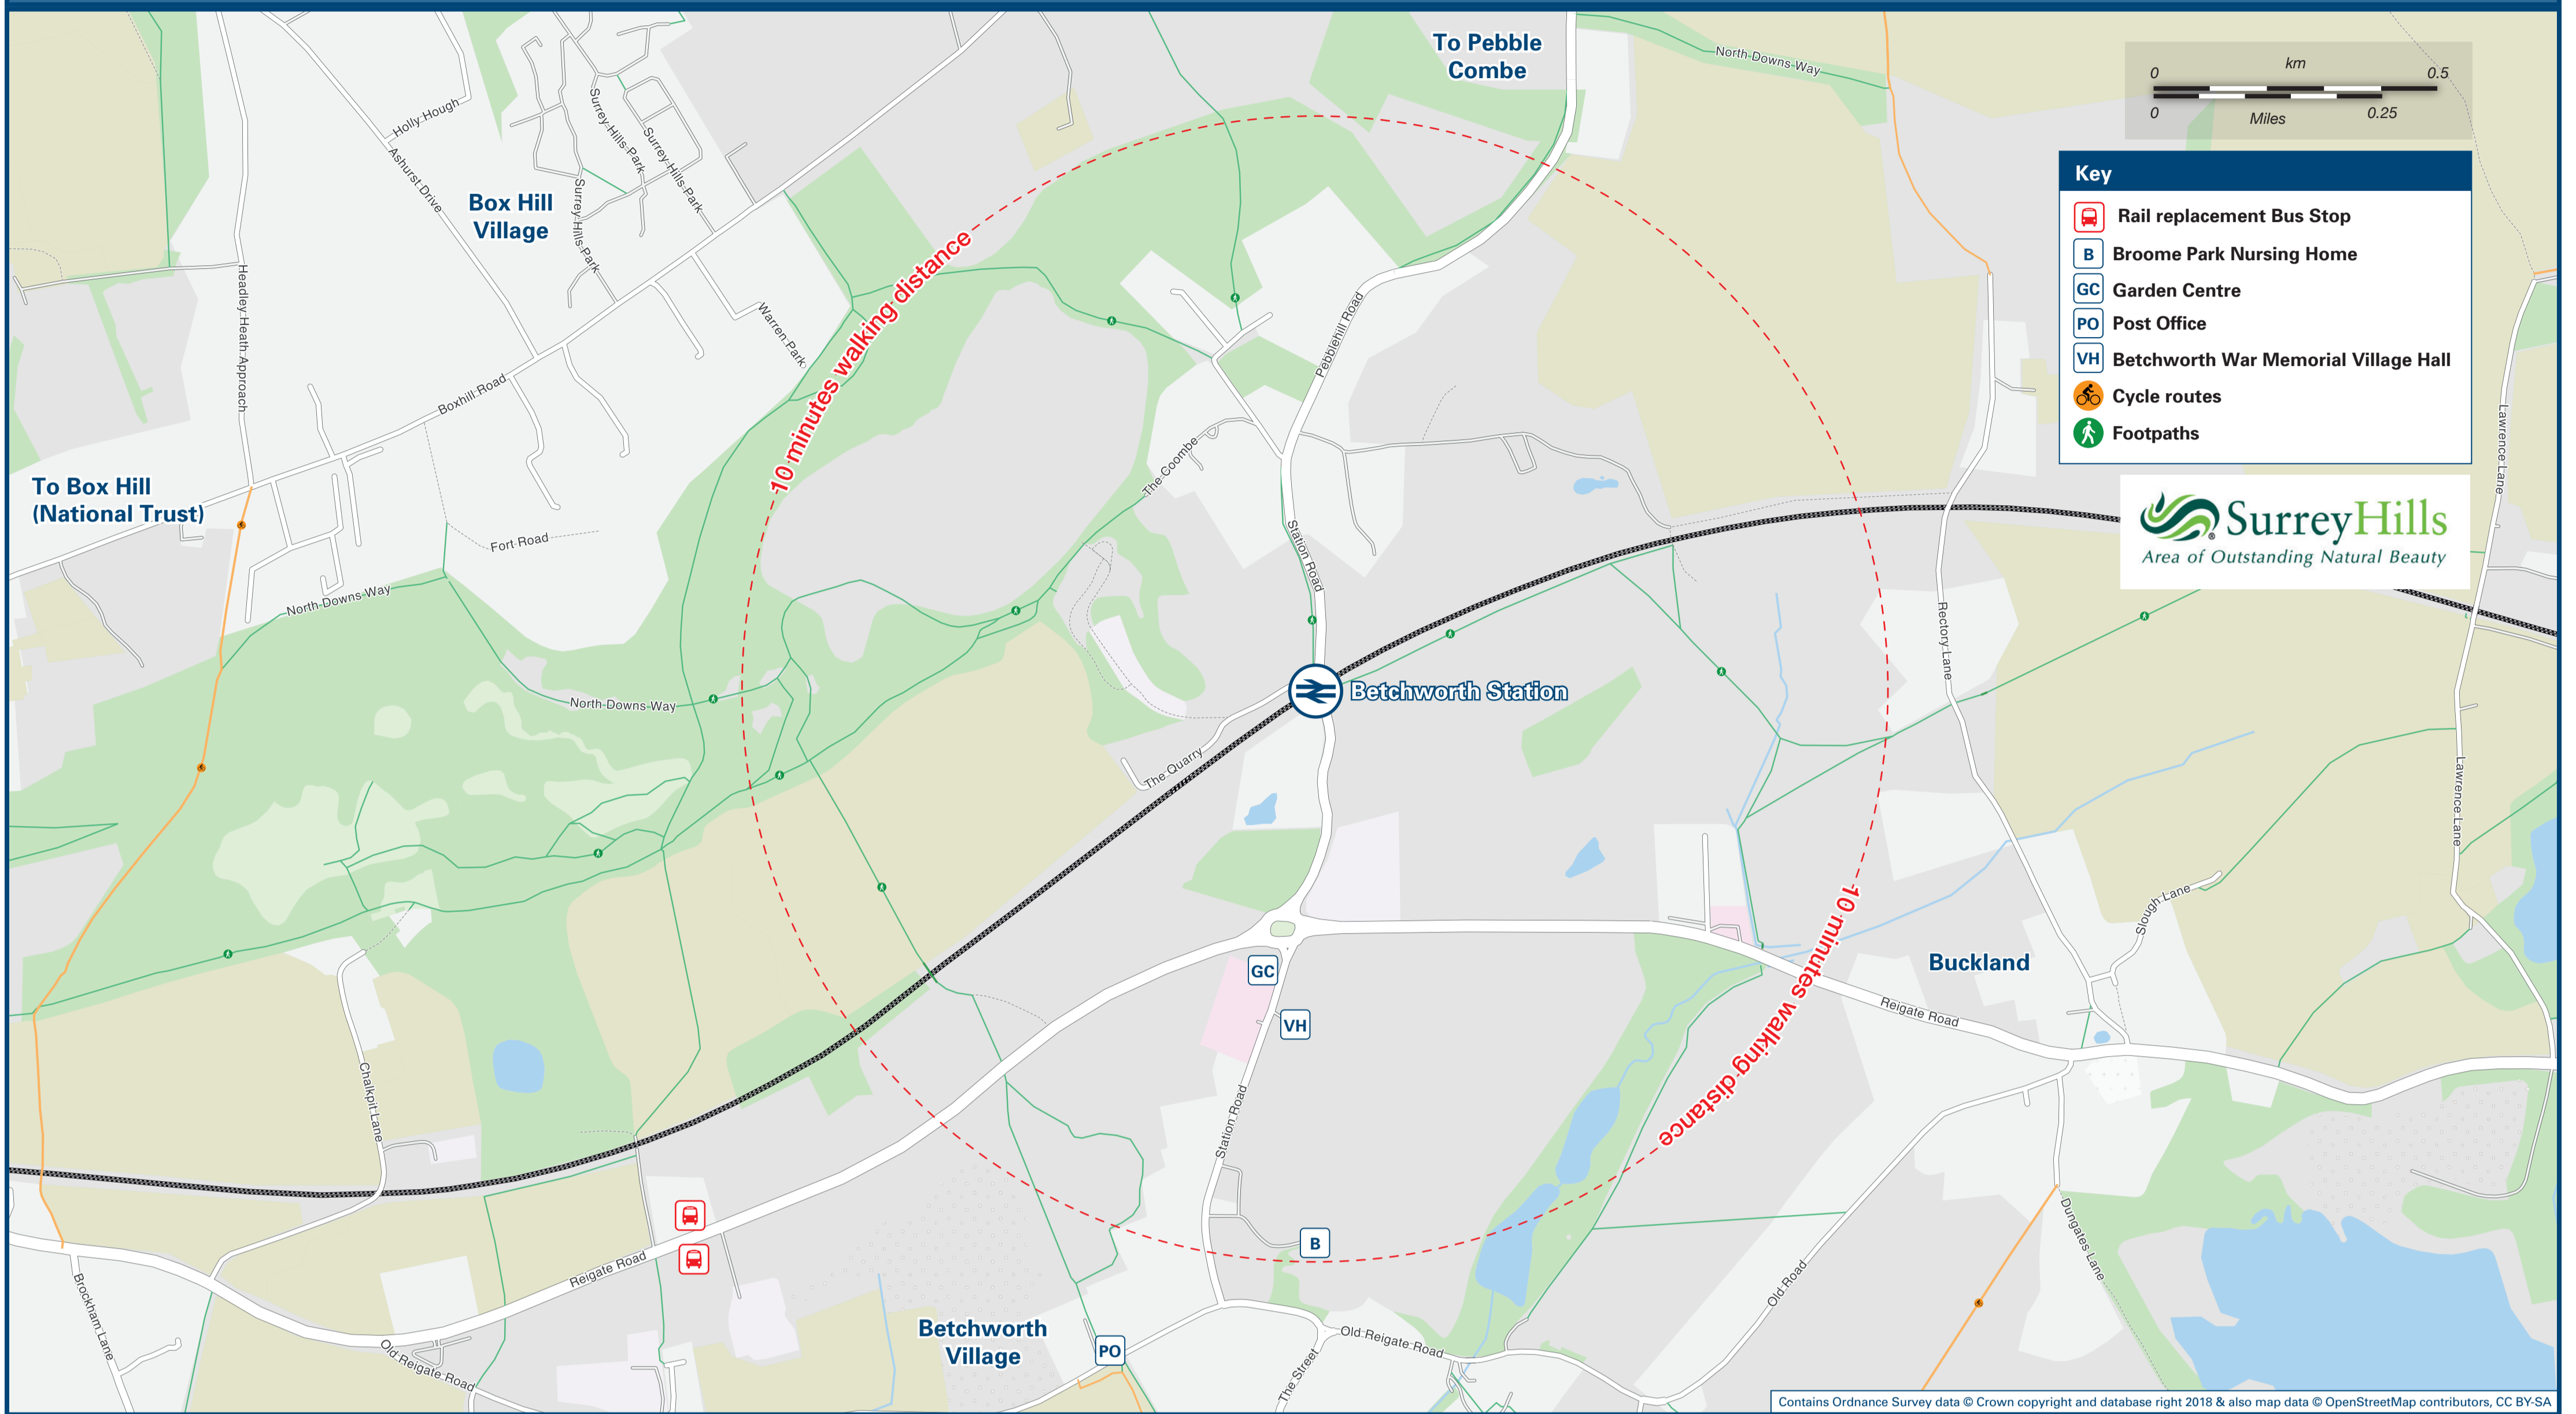 To Pebble
Combe
North Downs Way
km
0
0.5
0
Miles
0.25
Key
Rail replacement Bus Stop
B
Broome Park Nursing Home
GC
Garden Centre
PO
Post Office
VH
Betchworth War Memorial Village Hall
Cycle routes
Footpaths
SurreyHills
®
Area of Outstanding Natural Beauty
Holly Hough
Ashurst Drive
Surrey Hills Park
Surrey Hills Park
Surrey Hills Park
Box Hill
Village
Headley Heath Approach
Warren Park
10 minutes walking distance
Pebblehill Road
Boxhill Road
The Coombe
Lawrence Lane
To Box Hill
(National Trust)
Fort Road
Station Road
North Downs Way
Rectory Lane
North Downs Way
Betchworth Station
The Quarry
Lawrence Lane
10 minutes walking distance
Slough Lane
Buckland
GC
VH
Reigate Road
Chalkpit Lane
Station Road
B
Reigate Road
Dungates Lane
Old Road
Brockham Lane
Betchworth
Village
PO
Old Reigate Road
Old Reigate Road
The Street
Contains Ordnance Survey data © Crown copyright and database right 2018 & also map data © OpenStreetMap contributors, CC BY-SA